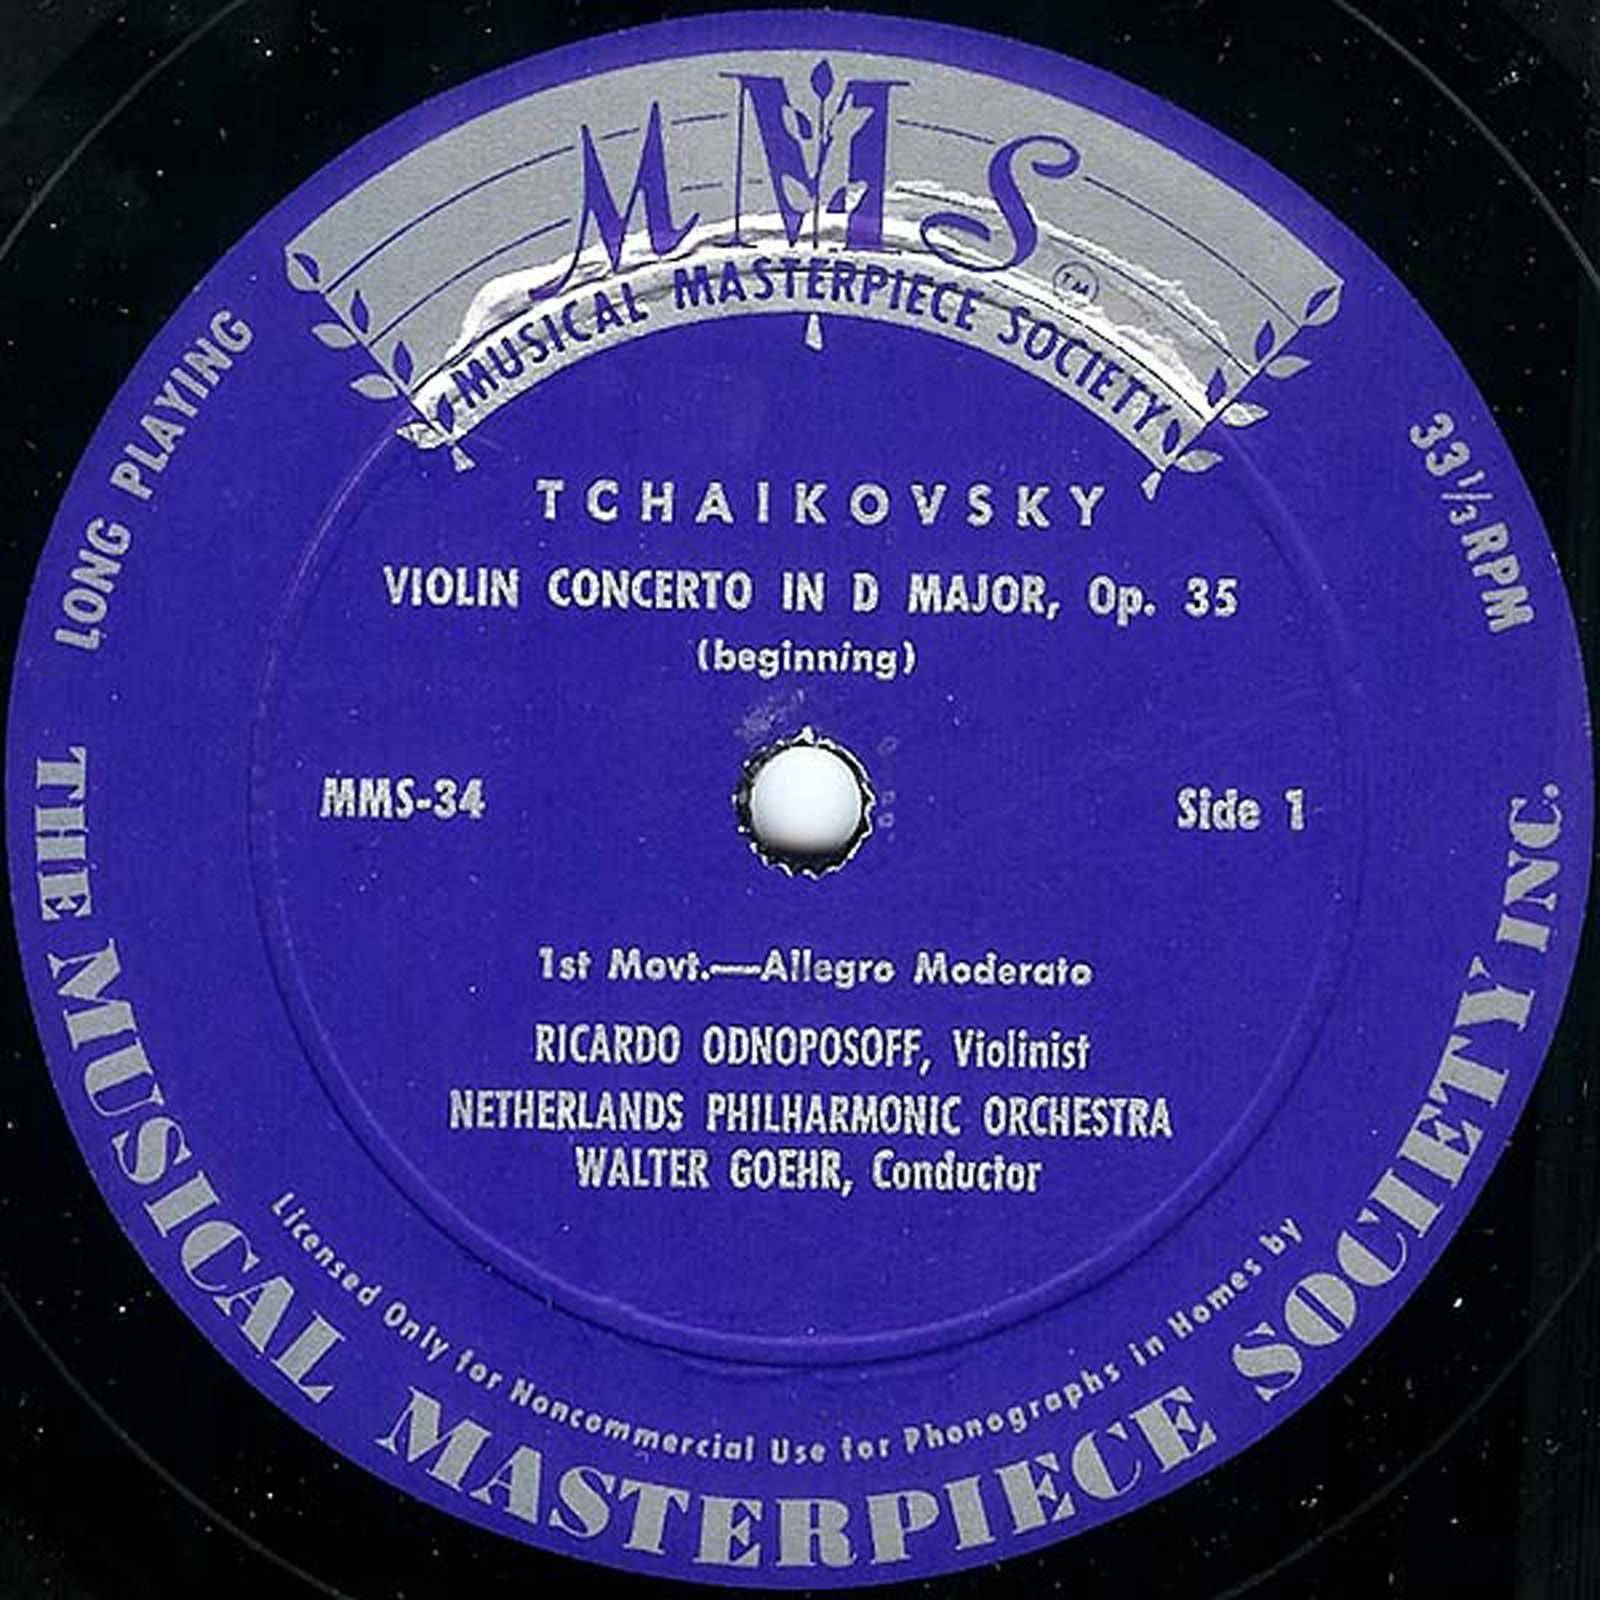 MMS
TM
MUSICAL MASTERPIECE SOCIETY
LONG PLAYING
33 1/3 RPM
TCHAIKOVSKY
VIOLIN CONCERTO IN D MAJOR, Op. 35
(beginning)
MMS-34
Side 1
1st Movt.—Allegro Moderato
RICARDO ODNOPOSOFF, Violinist
NETHERLANDS PHILHARMONIC ORCHESTRA
WALTER GOEHR, Conductor
Licensed Only for Noncommercial Use for Phonographs in Homes by
THE MUSICAL MASTERPIECE SOCIETY INC.